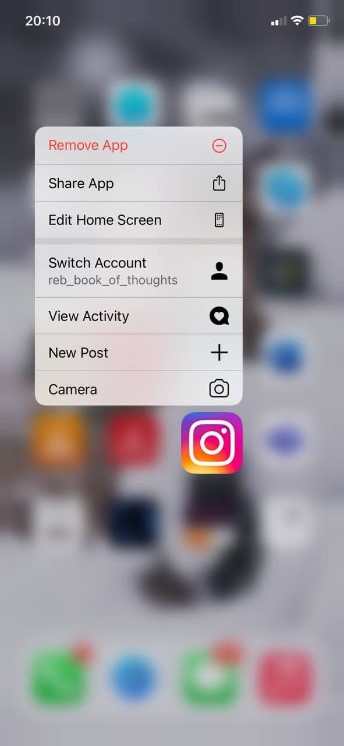 20:10
Remove App
Share App
Edit Home Screen
Switch Account
reb_book_of_thoughts
View Activity
New Post
Camera